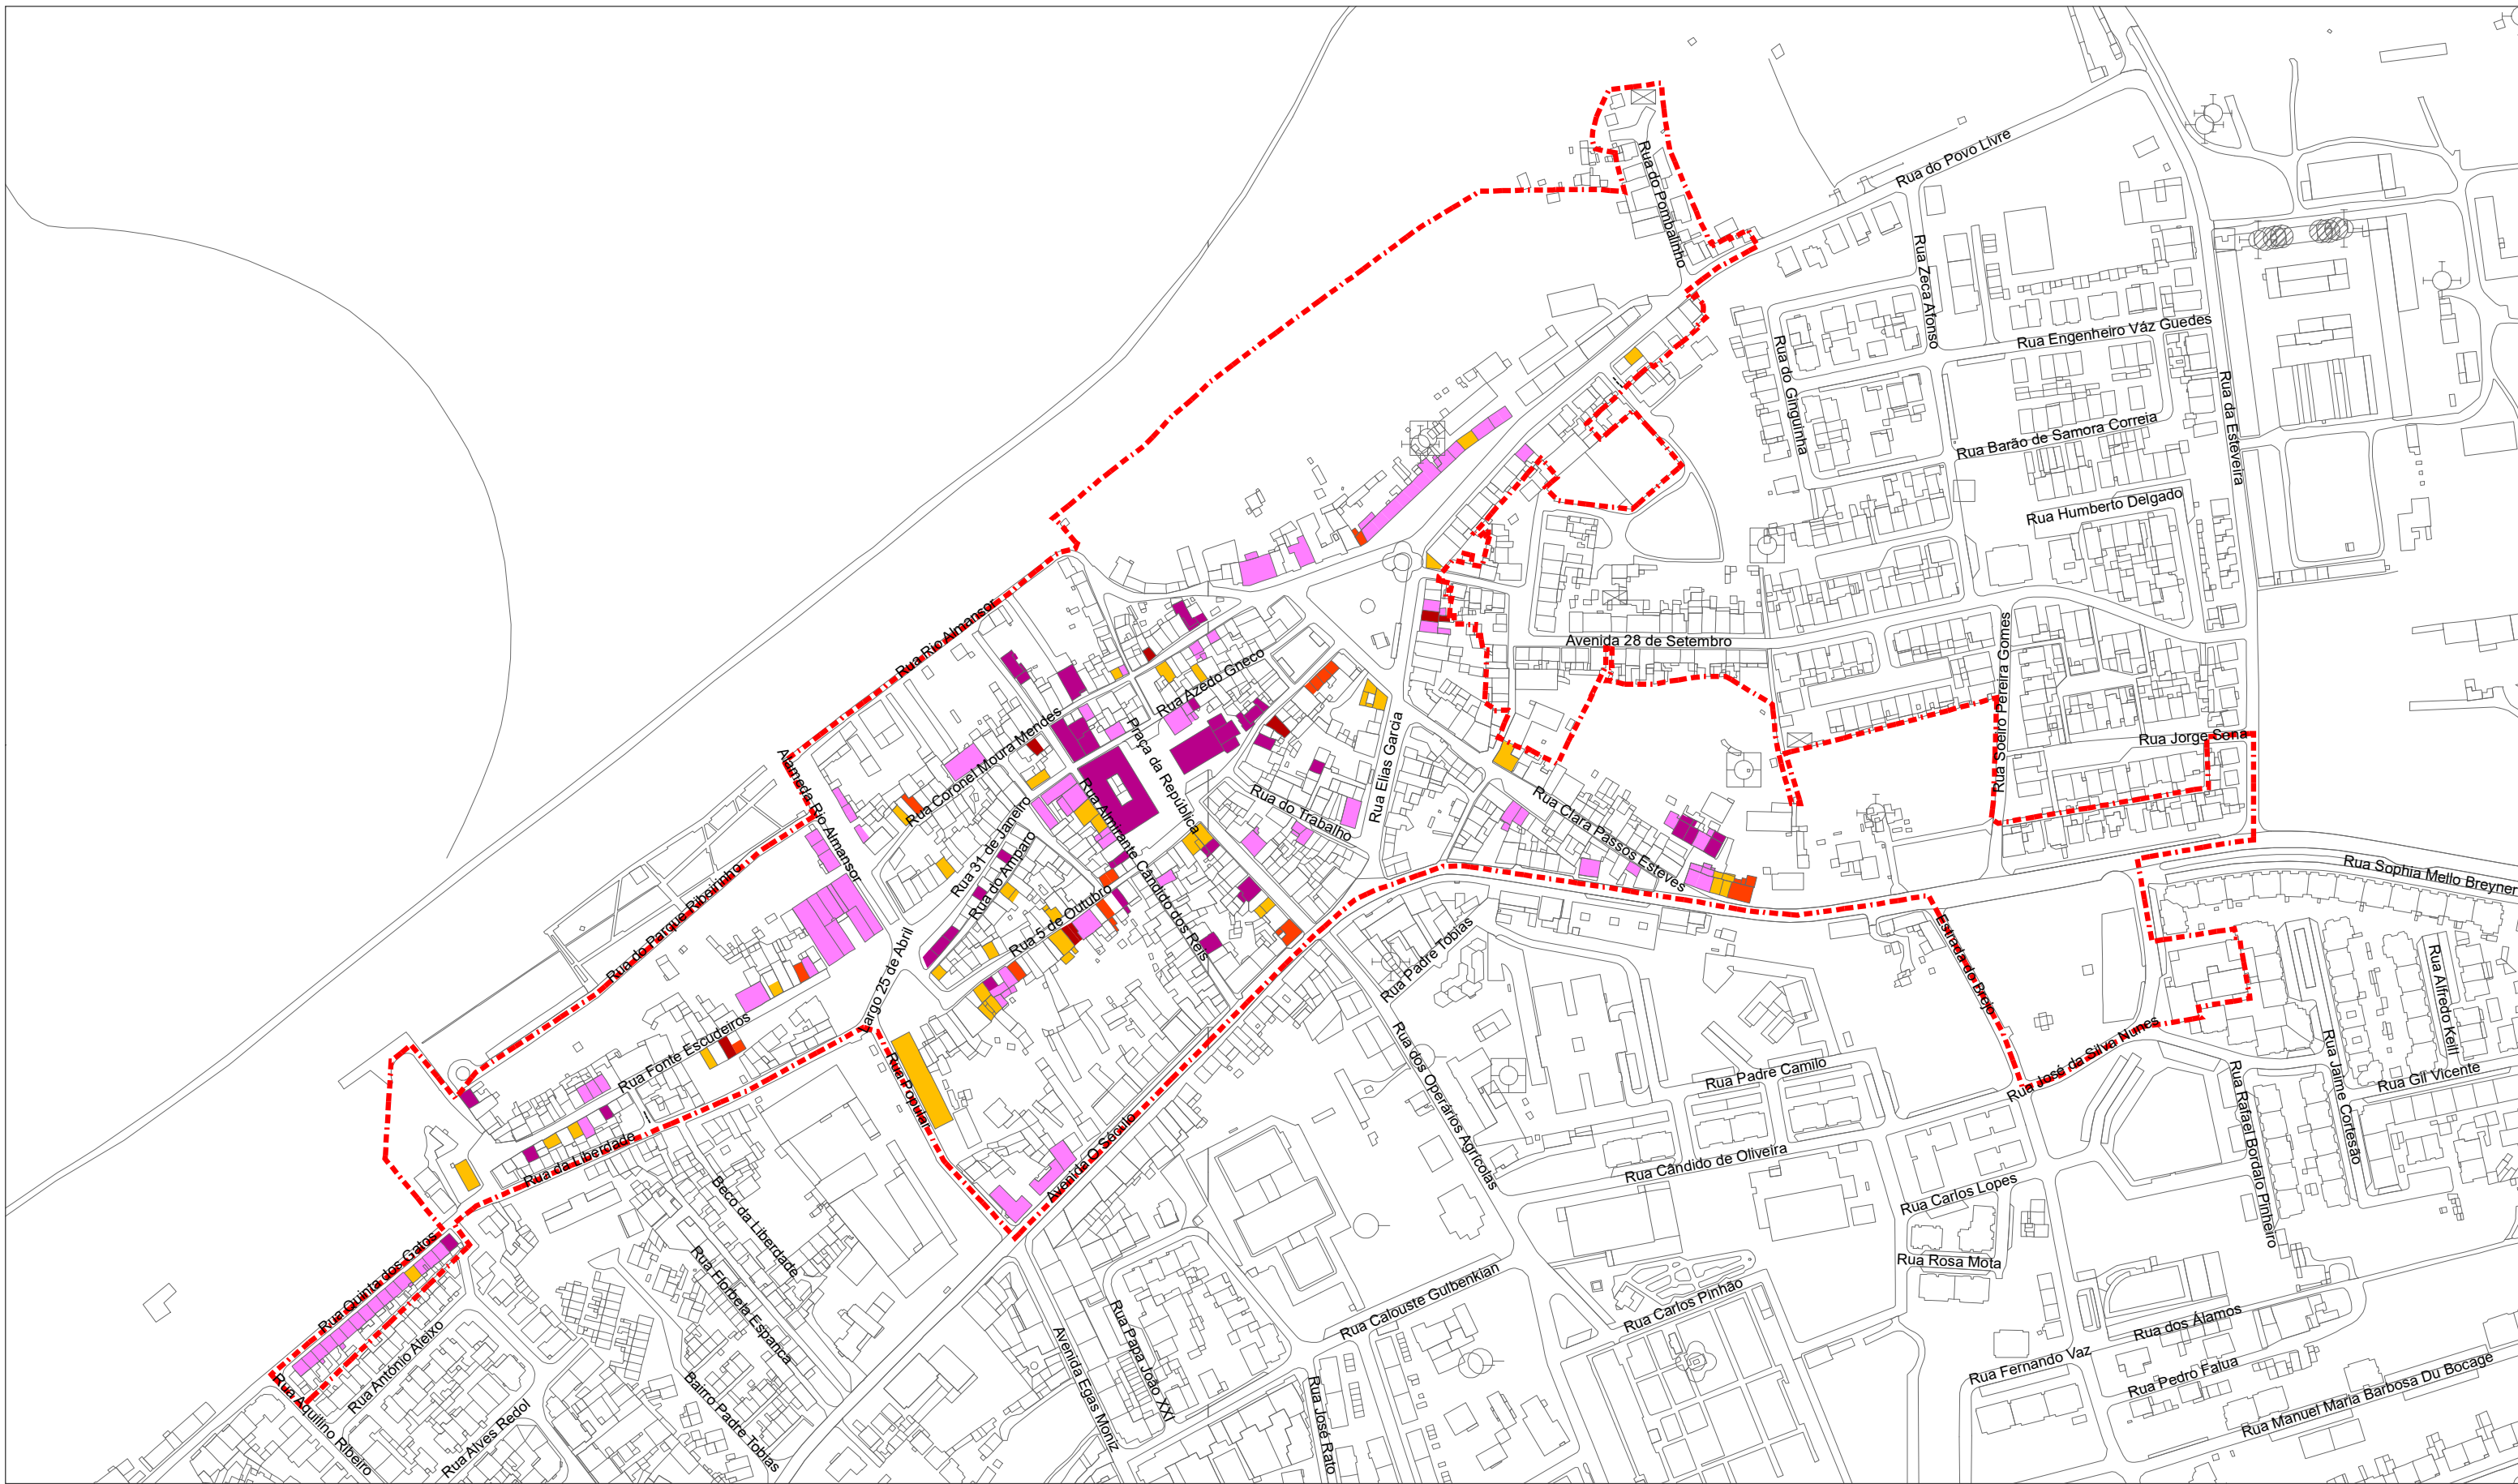 Rua do Povo Livre
Rua do Pombalinho
Rua Zeca Afonso
Rua Engenheiro Váz Guedes
Rua do Ginguinha
Rua da Esteveira
Rua Barão de Samora Correia
Rua Humberto Delgado
Rua Rio Almansor
Avenida 28 de Setembro
Rua Azedo Gneco
Rua Soeiro Pereira Gomes
Rua Coronel Moura Mendes
Praça da República
Rua Elias Garcia
Rua Jorge Sena
Alameda Rio Almansor
Rua Almirante Cândido dos Reis
Rua do Trabalho
Rua Clara Passos Esteves
Rua 31 de Janeiro
Rua do Amparo
Rua Sophia Mello Breyner
Rua do Parque Ribeirinho
Rua 5 de Outubro
Largo 25 de Abril
Rua Padre Tobias
Estrada do Brejo
Rua Alfredo Keill
Rua Fonte Escudeiros
Rua Popular
Rua dos Operários Agrícolas
Rua Padre Camilo
Rua José da Silva Nunes
Rua Jaime Cortesão
Rua Gil Vicente
Rua Rafael Bordalo Pinheiro
Rua da Liberdade
Avenida O Século
Rua Cândido de Oliveira
Rua Carlos Lopes
Beco da Liberdade
Rua Quinta dos Gatos
Rua Florbela Espanca
Rua Rosa Mota
Rua Calouste Gulbenkian
Rua Carlos Pinhão
Rua dos Álamos
Rua António Aleixo
Avenida Egas Moniz
Rua Papa João XXI
Rua Fernando Vaz
Rua Pedro Falua
Rua Aquilino Ribeiro
Rua Alves Redol
Bairro Padre Tobias
Rua José Rato
Rua Manuel Maria Barbosa Du Bocage